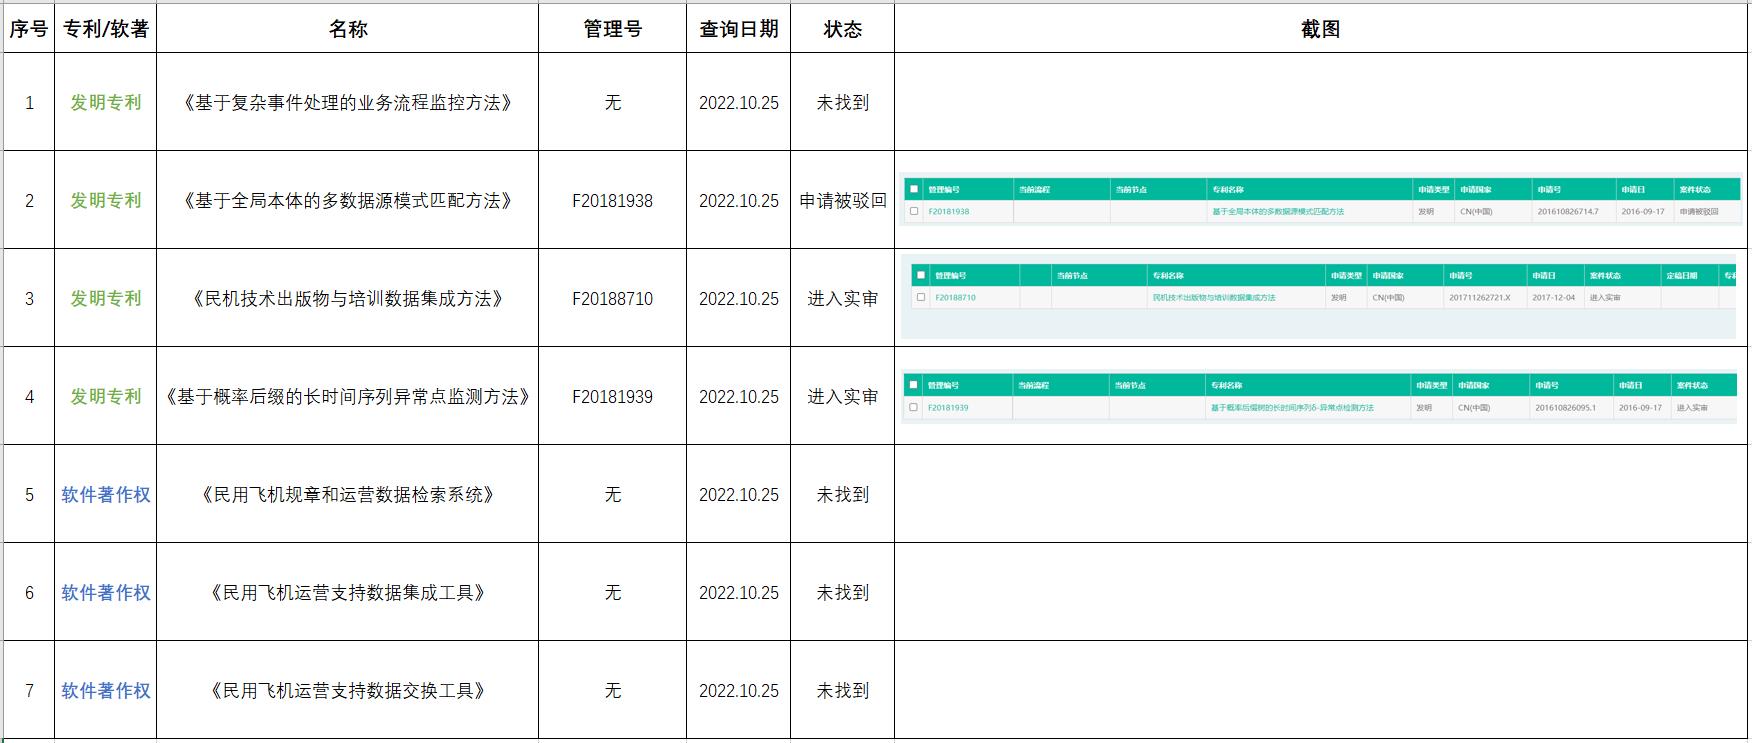 序号 专利/软著 名称 管理号 查询日期 状态 截图
1 发明专利 《基于复杂事件处理的业务流程监控方法》 无 2022.10.25 未找到
2 发明专利 《基于全局本体的多数据源模式匹配方法》 F20181938 2022.10.25 申请被驳回
管理编号 当前流程 当前节点 专利名称 申请类型 申请国家 申请号 申请日 案件状态
F20181938 基于全局本体的多数据源模式匹配方法 发明 CN(中国) 201610826714.7 2016-09-17 申请被驳回
3 发明专利 《民机技术出版物与培训数据集成方法》 F20188710 2022.10.25 进入实审
管理编号 当前节点 专利名称 申请类型 申请国家 申请号 申请日 案件状态 定稿日期 专利
F20188710 民机技术出版物与培训数据集成方法 发明 CN(中国) 201711262721.X 2017-12-04 进入实审
4 发明专利 《基于概率后缀的长时间序列异常点监测方法》 F20181939 2022.10.25 进入实审
管理编号 当前流程 当前节点 专利名称 申请类型 申请国家 申请号 申请日 案件状态
F20181939 基于概率后缀树的长时间序列δ-异常点检测方法 发明 CN(中国) 201610826095.1 2016-09-17 进入实审
5 软件著作权 《民用飞机规章和运营数据检索系统》 无 2022.10.25 未找到
6 软件著作权 《民用飞机运营支持数据集成工具》 无 2022.10.25 未找到
7 软件著作权 《民用飞机运营支持数据交换工具》 无 2022.10.25 未找到